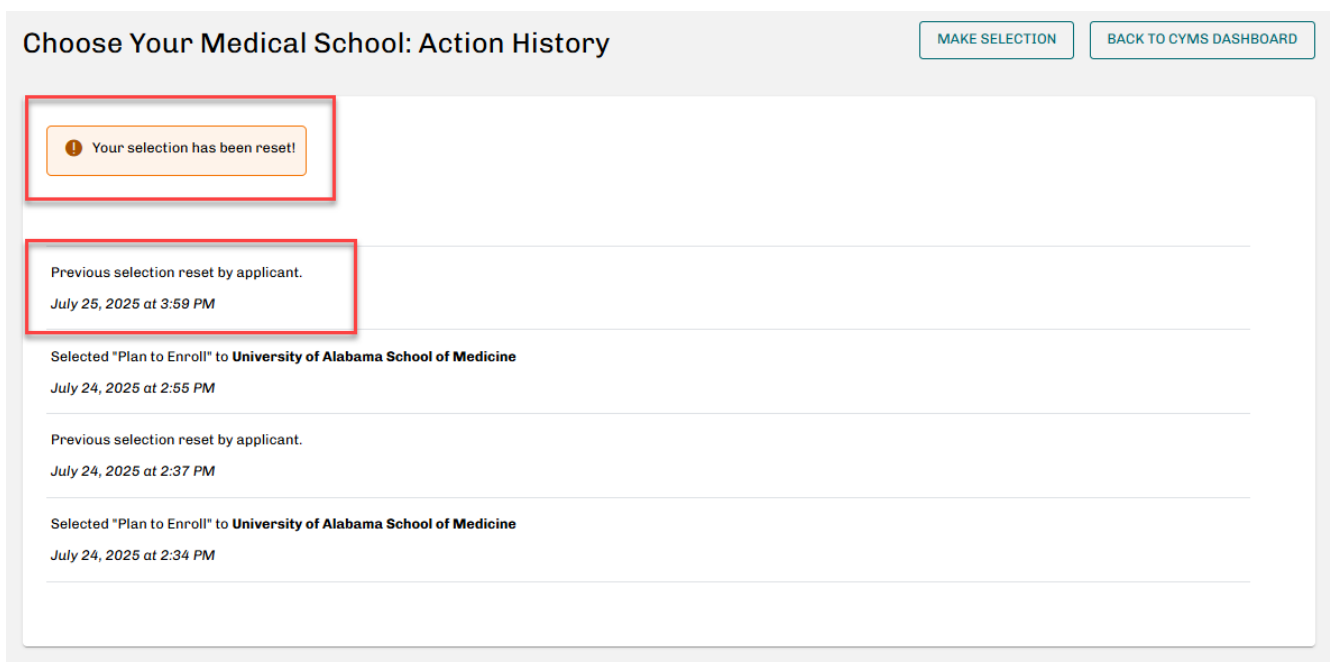 Choose Your Medical School: Action History
MAKE SELECTION
BACK TO CYMS DASHBOARD
Your selection has been reset!
Previous selection reset by applicant.
July 25, 2025 at 3:59 PM
Selected "Plan to Enroll" to University of Alabama School of Medicine
July 24, 2025 at 2:55 PM
Previous selection reset by applicant.
July 24, 2025 at 2:37 PM
Selected "Plan to Enroll" to University of Alabama School of Medicine
July 24, 2025 at 2:34 PM